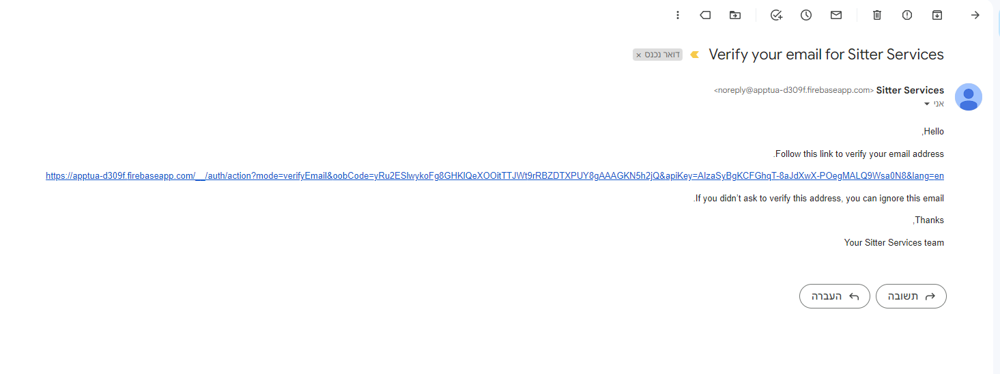 Verify your email for Sitter Services
דואר נכנס ×
Sitter Services <noreply@apptua-d309f.firebaseapp.com>
אני
Hello,
Follow this link to verify your email address.
https://apptua-d309f.firebaseapp.com/__/auth/action?mode=verifyEmail&oobCode=yRu2ESlwykoFg8GHKlQeXOOitTTJWt9rRBZDTXPUY8gAAAGKN5h2jQ&apiKey=AIzaSyBgKCFGhqT-8aJdXwX-POegMALQ9Wsa0N8&lang=en
If you didn't ask to verify this address, you can ignore this email.
Thanks,
Your Sitter Services team
תשובה
העברה